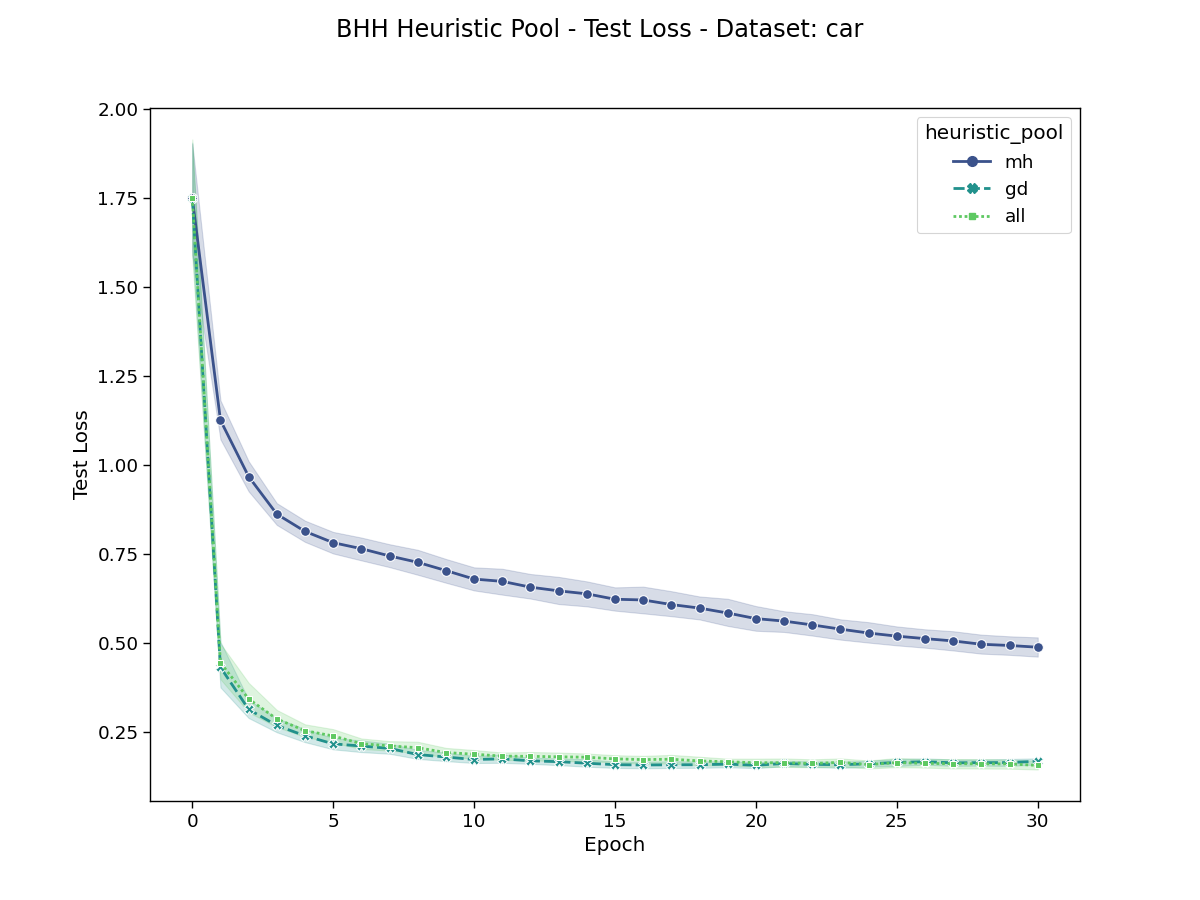 BHH Heuristic Pool - Test Loss - Dataset: car
heuristic_pool
mh
gd
all
2.00
1.75
1.50
1.25
1.00
0.75
0.50
0.25
Test Loss
0 5 10 15 20 25 30
Epoch